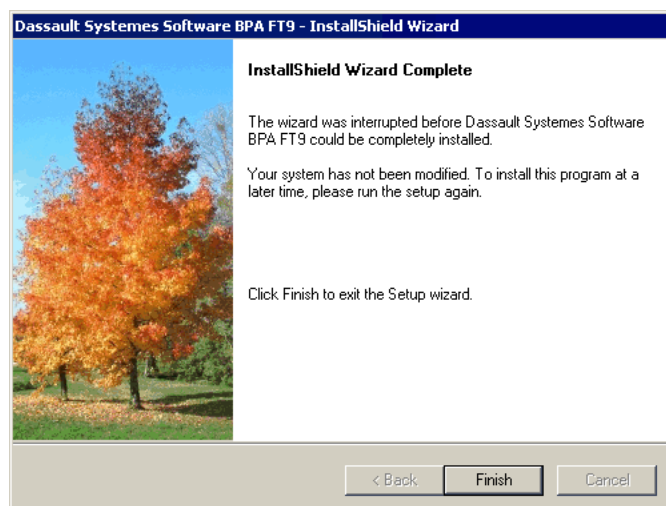 Dassault Systemes Software BPA FT9 - InstallShield Wizard
InstallShield Wizard Complete
The wizard was interrupted before Dassault Systemes Software
BPA FT9 could be completely installed.
Your system has not been modified. To install this program at a
later time, please run the setup again.
Click Finish to exit the Setup wizard.
< Back Finish Cancel